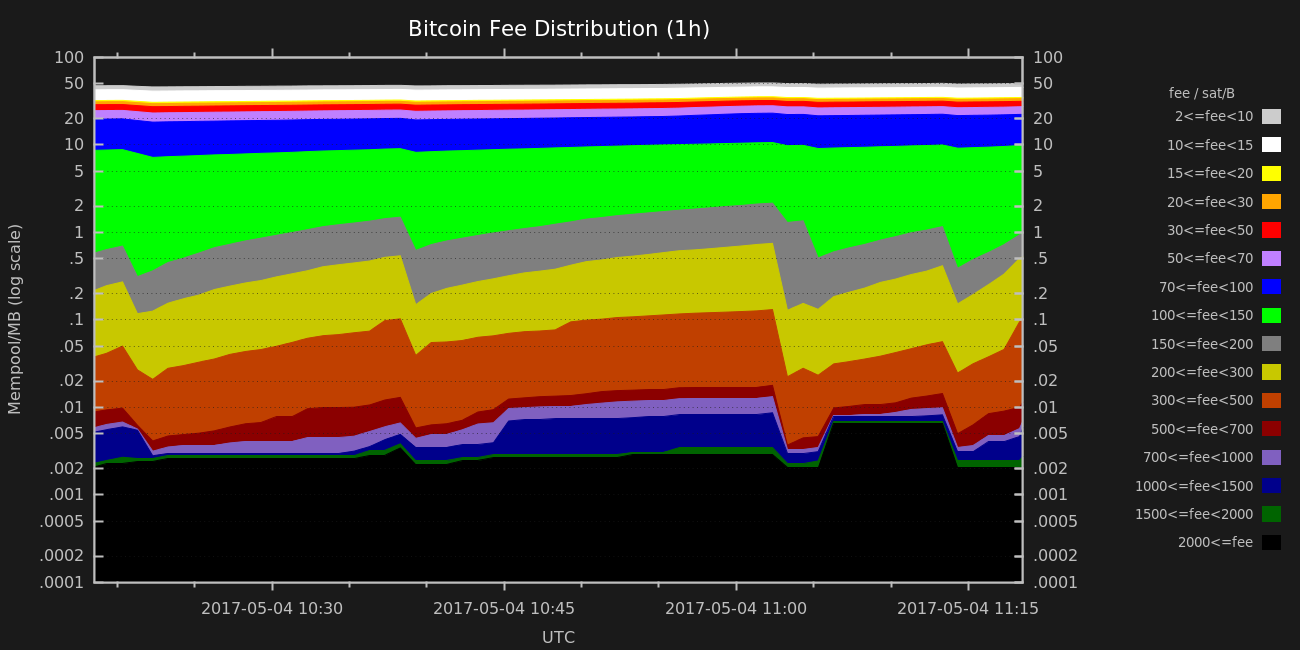 Bitcoin Fee Distribution (1h)
Mempool/MB (log scale)
100
50
20
10
5
2
1
.5
.2
.1
.05
.02
.01
.005
.002
.001
.0005
.0002
.0001
100
50
20
10
5
2
1
.5
.2
.1
.05
.02
.01
.005
.002
.001
.0005
.0002
.0001
2017-05-04 10:30
2017-05-04 10:45
2017-05-04 11:00
2017-05-04 11:15
UTC
fee / sat/B
2<=fee<10
10<=fee<15
15<=fee<20
20<=fee<30
30<=fee<50
50<=fee<70
70<=fee<100
100<=fee<150
150<=fee<200
200<=fee<300
300<=fee<500
500<=fee<700
700<=fee<1000
1000<=fee<1500
1500<=fee<2000
2000<=fee